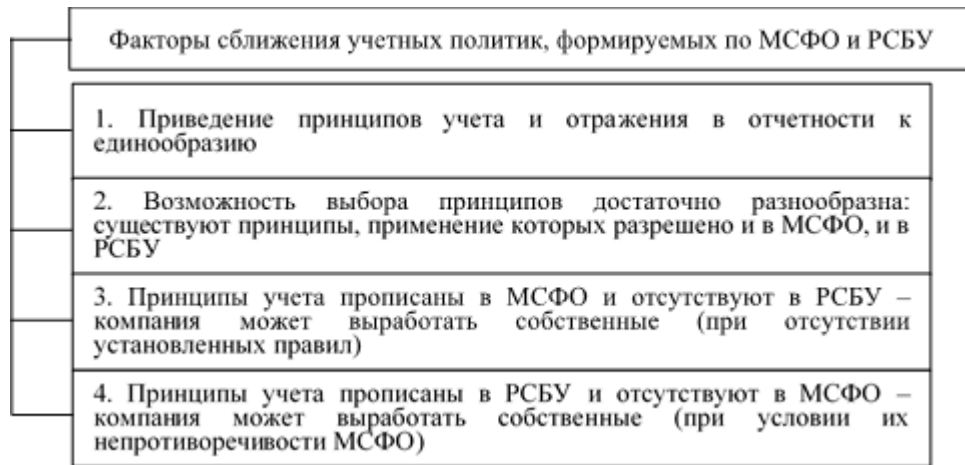 Факторы сближения учетных политик, формируемых по МСФО и РСБУ
1. Приведение принципов учета и отражения в отчетности к
единообразию
2. Возможность выбора принципов достаточно разнообразна:
существуют принципы, применение которых разрешено и в МСФО, и в
РСБУ
3. Принципы учета прописаны в МСФО и отсутствуют в РСБУ –
компания может выработать собственные (при отсутствии
установленных правил)
4. Принципы учета прописаны в РСБУ и отсутствуют в МСФО –
компания может выработать собственные (при условии их
непротиворечивости МСФО)